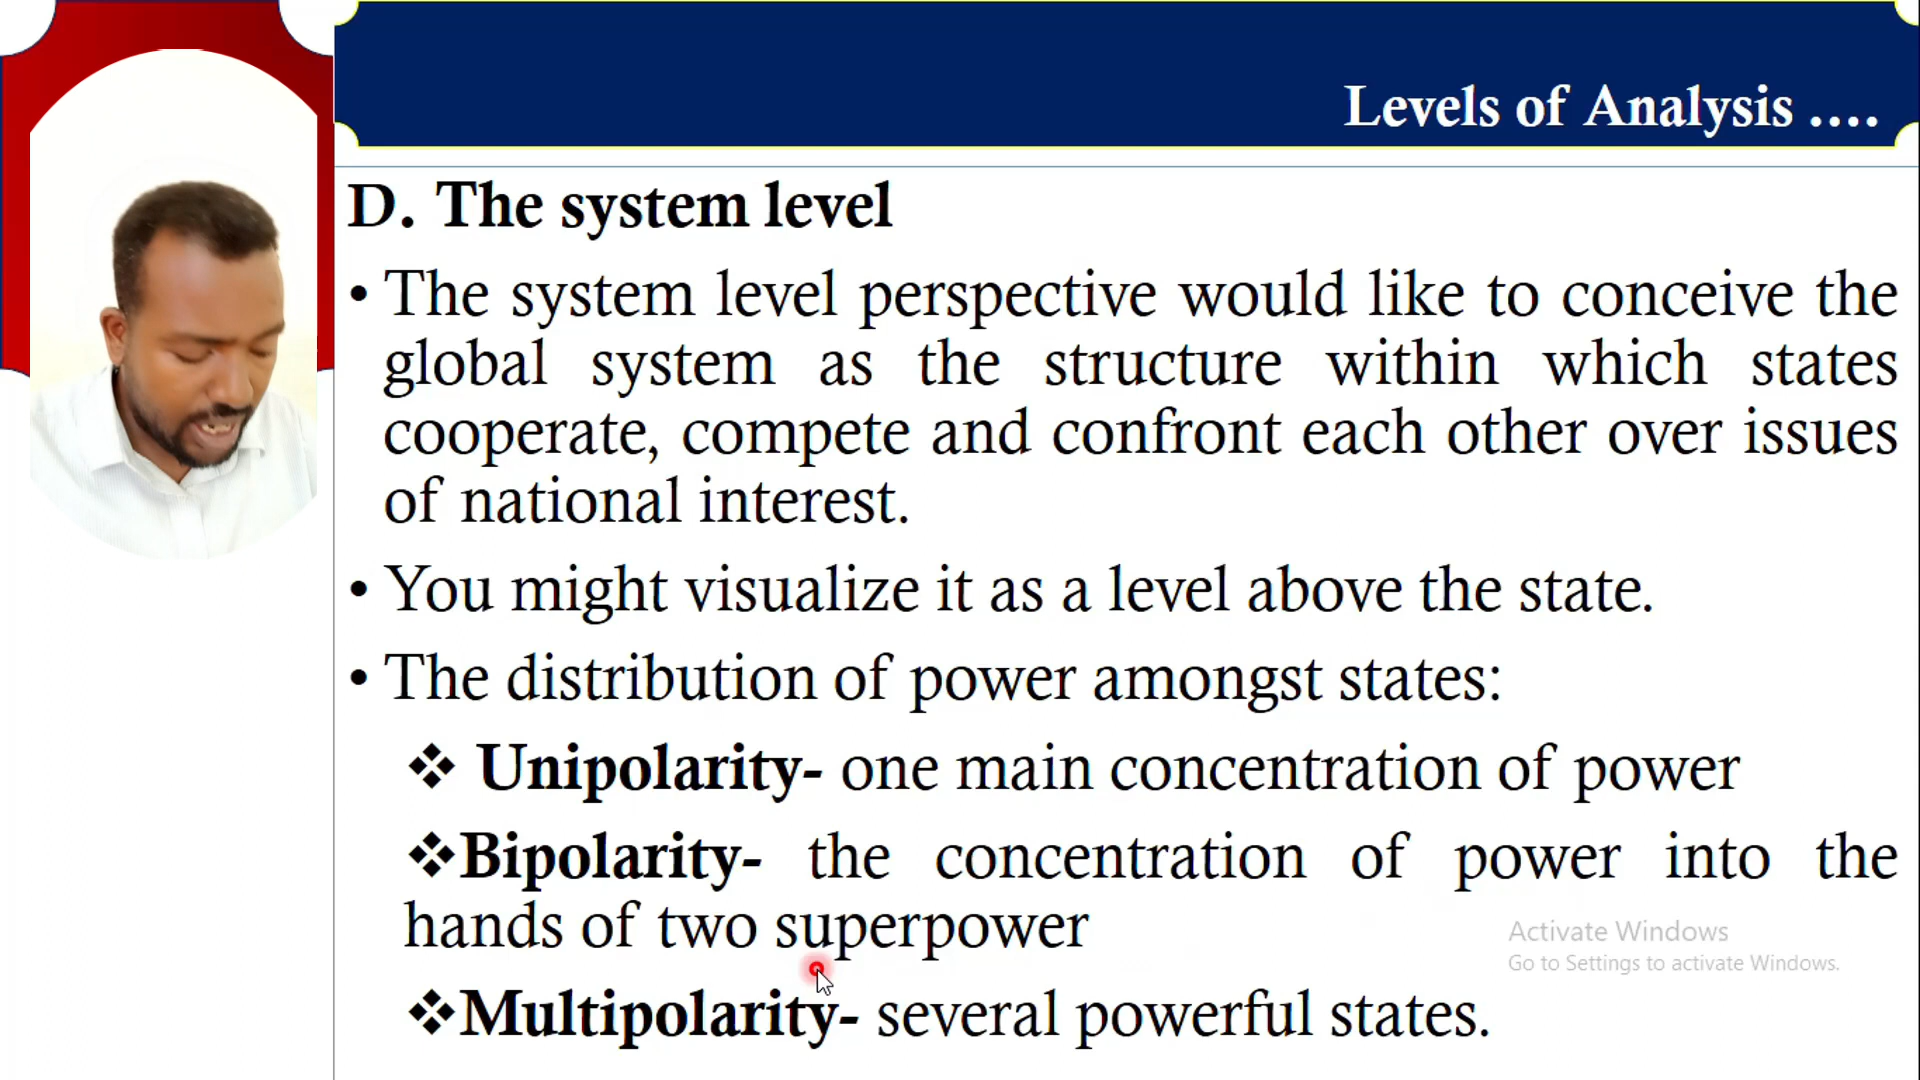 Levels of Analysis ....
D. The system level
• The system level perspective would like to conceive the
global system as the structure within which states
cooperate, compete and confront each other over issues
of national interest.
• You might visualize it as a level above the state.
• The distribution of power amongst states:
❖ Unipolarity- one main concentration of power
❖Bipolarity- the concentration of power into the
hands of two superpower
❖Multipolarity- several powerful states.
Activate Windows
Go to Settings to activate Windows.